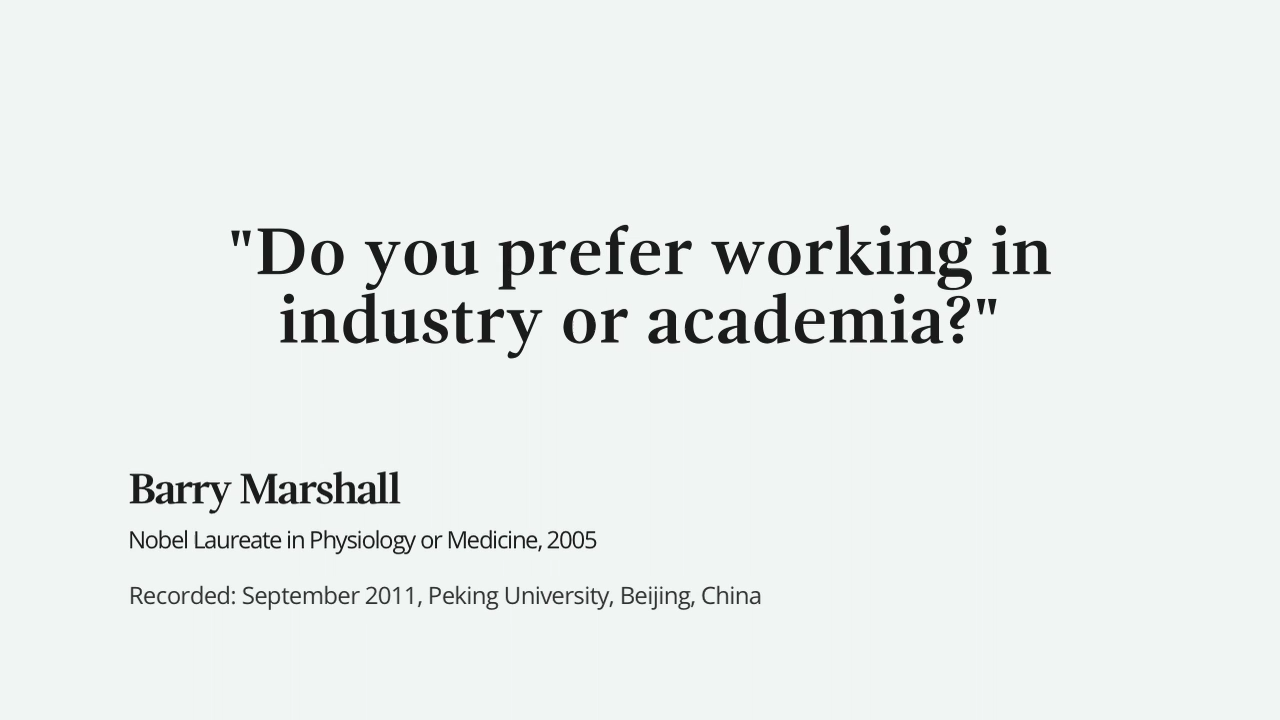 "Do you prefer working in
industry or academia?"
Barry Marshall
Nobel Laureate in Physiology or Medicine, 2005
Recorded: September 2011, Peking University, Beijing, China